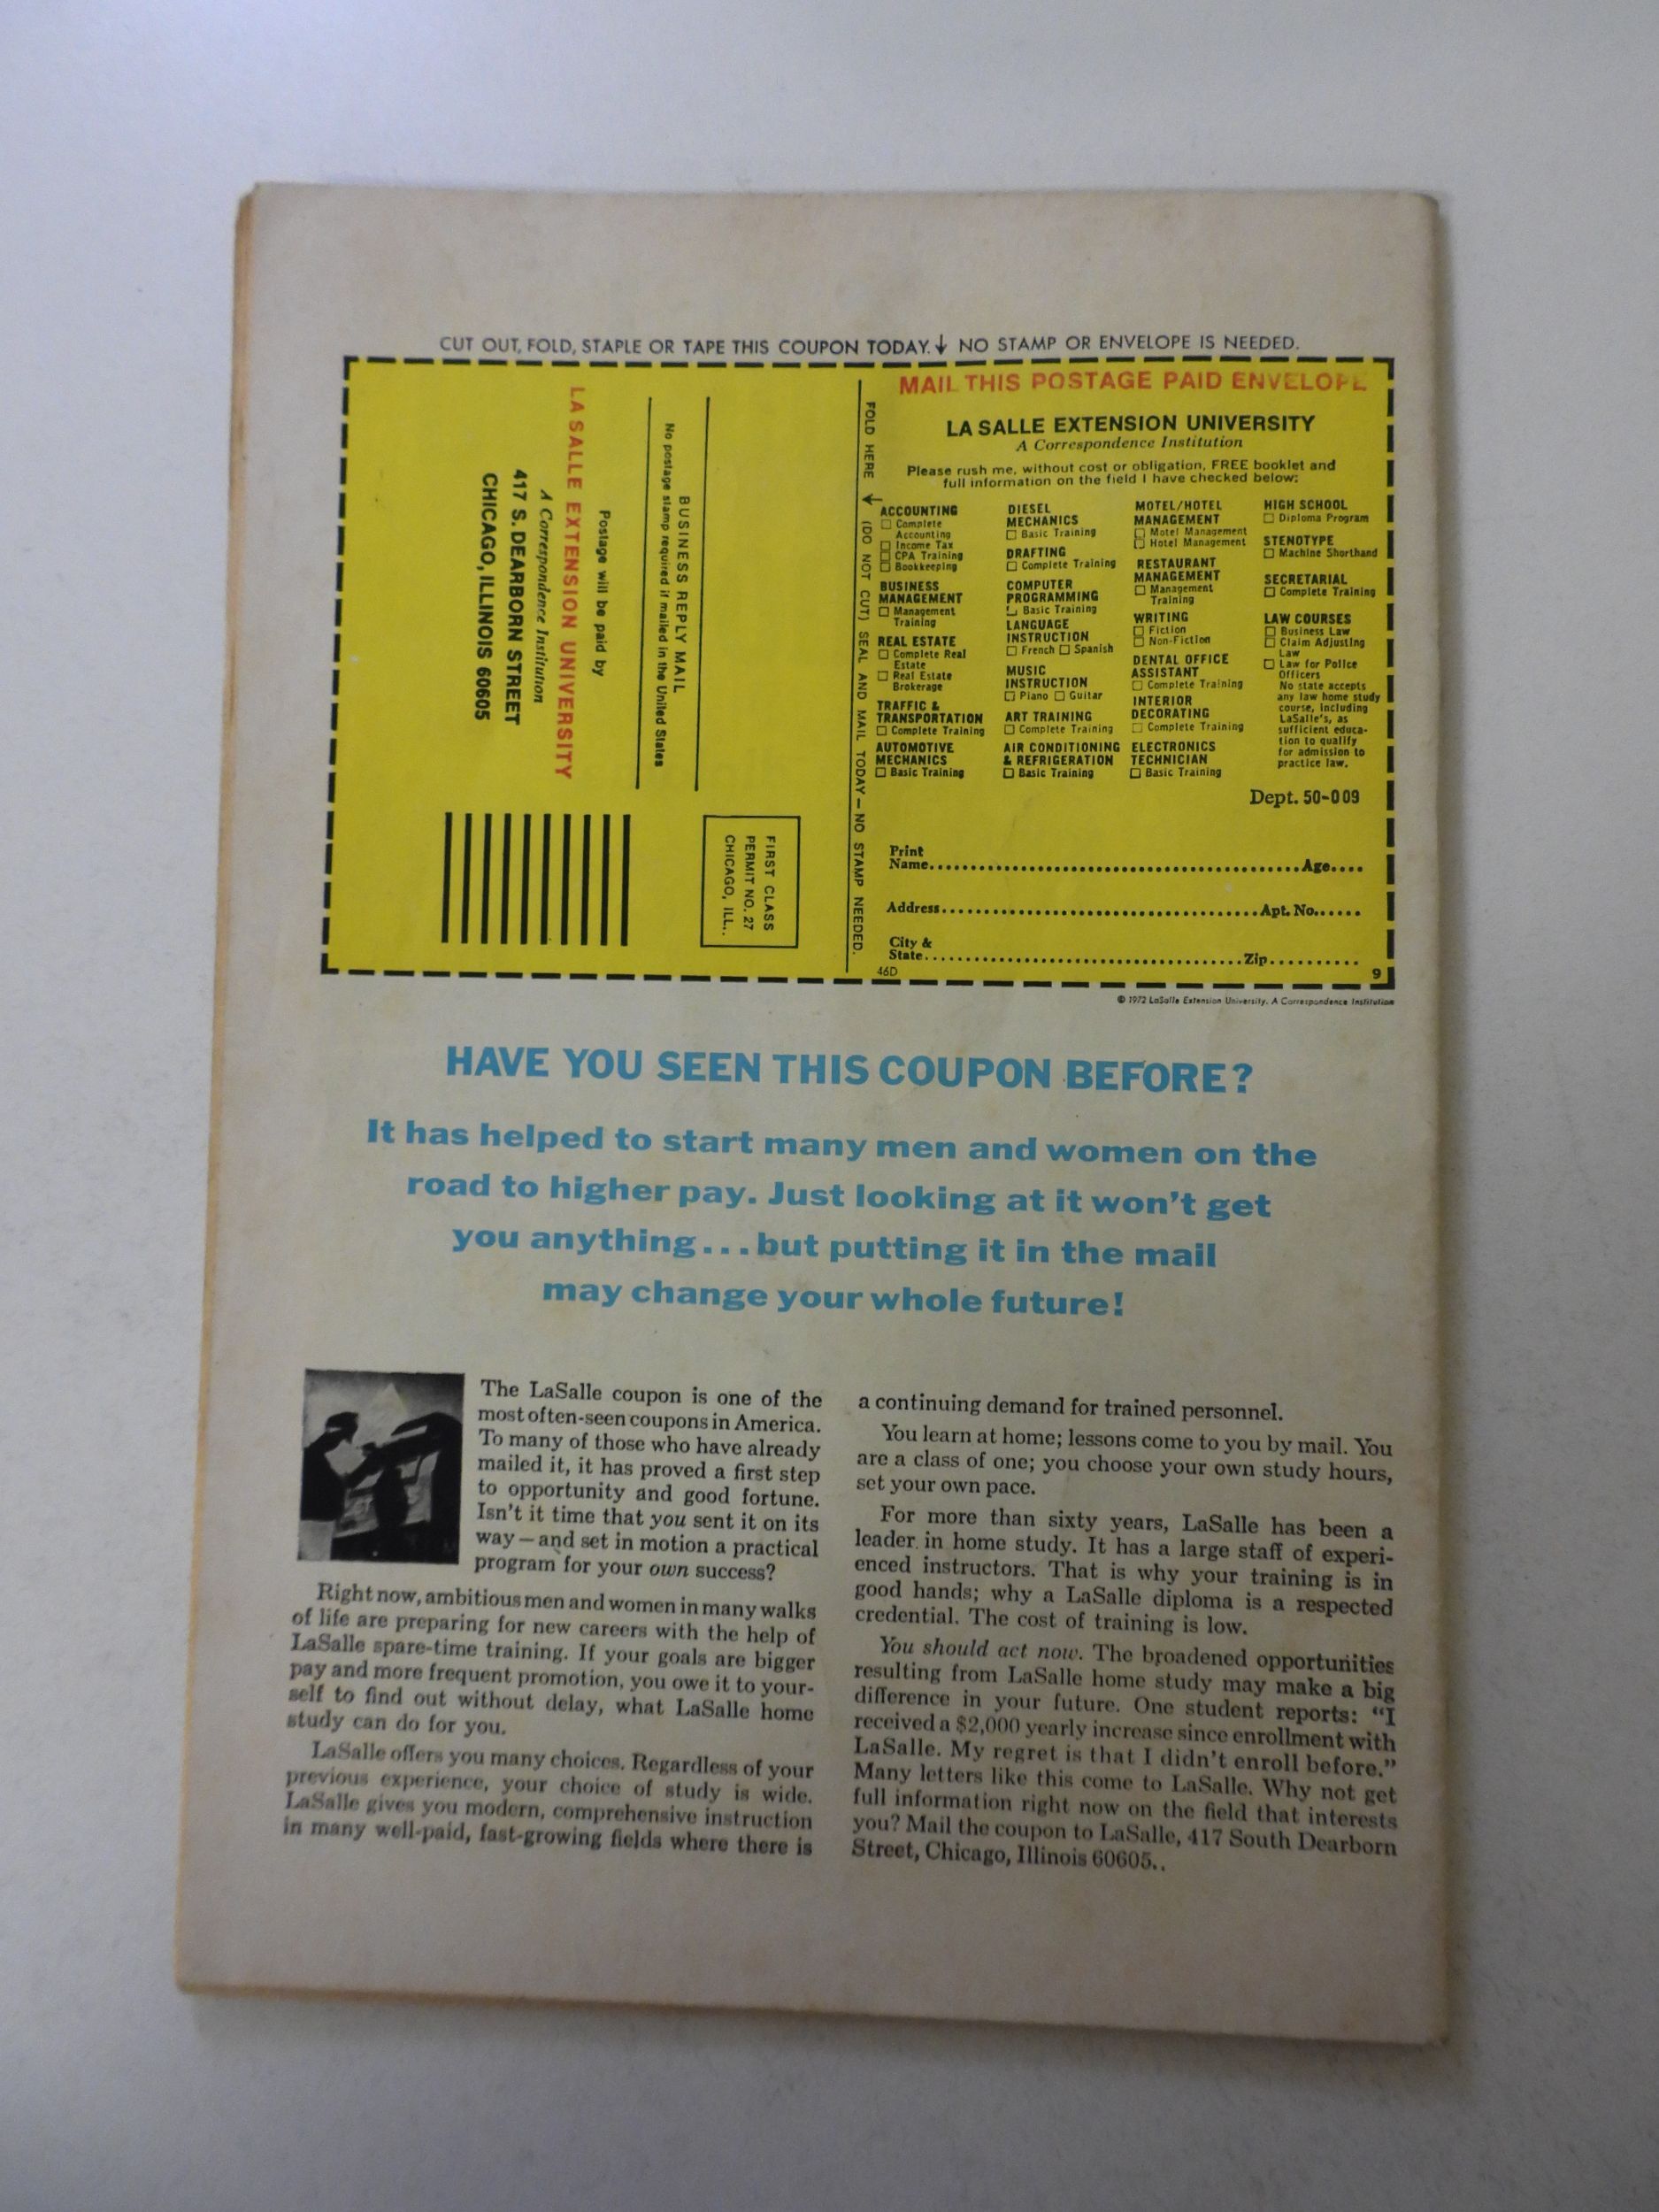 CUT OUT, FOLD, STAPLE OR TAPE THIS COUPON TODAY.↓ NO STAMP OR ENVELOPE IS NEEDED.
BUSINESS REPLY MAIL
No postage stamp required if mailed in the United States
Postage will be paid by
LA SALLE EXTENSION UNIVERSITY
A Correspondence Institution
417 S. DEARBORN STREET
CHICAGO, ILLINOIS 60605
FIRST CLASS
PERMIT NO. 27
CHICAGO, ILL..
FOLD HERE → (DO NOT CUT) SEAL AND MAIL TODAY — NO STAMP NEEDED.
MAIL THIS POSTAGE PAID ENVELOPE
LA SALLE EXTENSION UNIVERSITY
A Correspondence Institution
Please rush me, without cost or obligation, FREE booklet and
full information on the field I have checked below:
ACCOUNTING
☐ Complete
Accounting
☐ Income Tax
☐ CPA Training
☐ Bookkeeping
BUSINESS
MANAGEMENT
☐ Management
Training
REAL ESTATE
☐ Complete Real
Estate
☐ Real Estate
Brokerage
TRAFFIC &
TRANSPORTATION
☐ Complete Training
AUTOMOTIVE
MECHANICS
☐ Basic Training
DIESEL
MECHANICS
☐ Basic Training
DRAFTING
☐ Complete Training
COMPUTER
PROGRAMMING
☐ Basic Training
LANGUAGE
INSTRUCTION
☐ French ☐ Spanish
MUSIC
INSTRUCTION
☐ Piano ☐ Guitar
ART TRAINING
☐ Complete Training
AIR CONDITIONING
& REFRIGERATION
☐ Basic Training
MOTEL/HOTEL
MANAGEMENT
☐ Motel Management
☐ Hotel Management
RESTAURANT
MANAGEMENT
☐ Management
Training
WRITING
☐ Fiction
☐ Non-Fiction
DENTAL OFFICE
ASSISTANT
☐ Complete Training
INTERIOR
DECORATING
☐ Complete Training
ELECTRONICS
TECHNICIAN
☐ Basic Training
HIGH SCHOOL
☐ Diploma Program
STENOTYPE
☐ Machine Shorthand
SECRETARIAL
☐ Complete Training
LAW COURSES
☐ Business Law
☐ Claim Adjusting
Law
☐ Law for Police
Officers
No state accepts
any law home study
course, including
LaSalle's, as
sufficient educa-
tion to qualify
for admission to
practice law.
Dept. 50-009
Print
Name........................................Age....
Address........................................Apt. No......
City &
State........................................Zip..........
46D 9
© 1972 LaSalle Extension University, A Correspondence Institution
HAVE YOU SEEN THIS COUPON BEFORE?
It has helped to start many men and women on the
road to higher pay. Just looking at it won't get
you anything...but putting it in the mail
may change your whole future!
The LaSalle coupon is one of the
most often-seen coupons in America.
To many of those who have already
mailed it, it has proved a first step
to opportunity and good fortune.
Isn't it time that you sent it on its
way—and set in motion a practical
program for your own success?
Right now, ambitious men and women in many walks
of life are preparing for new careers with the help of
LaSalle spare-time training. If your goals are bigger
pay and more frequent promotion, you owe it to your-
self to find out without delay, what LaSalle home
study can do for you.
LaSalle offers you many choices. Regardless of your
previous experience, your choice of study is wide.
LaSalle gives you modern, comprehensive instruction
in many well-paid, fast-growing fields where there is
a continuing demand for trained personnel.
You learn at home; lessons come to you by mail. You
are a class of one; you choose your own study hours,
set your own pace.
For more than sixty years, LaSalle has been a
leader in home study. It has a large staff of experi-
enced instructors. That is why your training is in
good hands; why a LaSalle diploma is a respected
credential. The cost of training is low.
You should act now. The broadened opportunities
resulting from LaSalle home study may make a big
difference in your future. One student reports: "I
received a $2,000 yearly increase since enrollment with
LaSalle. My regret is that I didn't enroll before."
Many letters like this come to LaSalle. Why not get
full information right now on the field that interests
you? Mail the coupon to LaSalle, 417 South Dearborn
Street, Chicago, Illinois 60605..